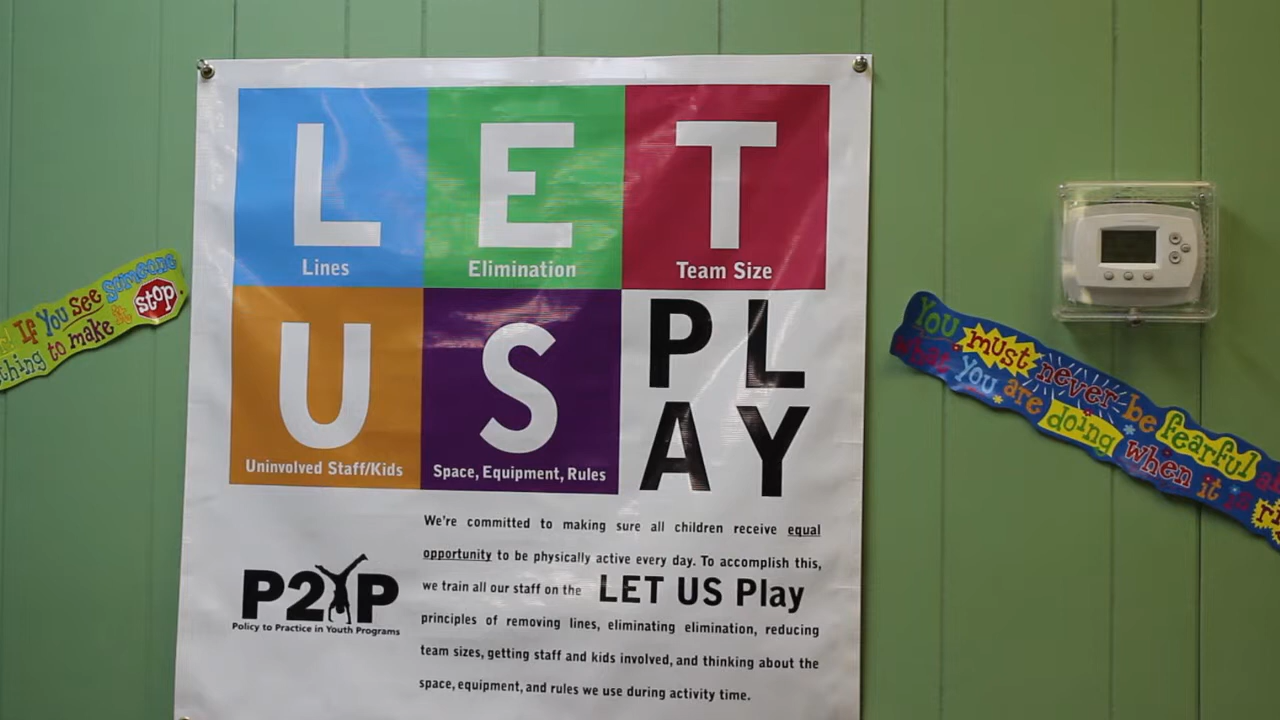 L E T
Lines Elimination Team Size
U S PL
AY
Uninvolved Staff/Kids Space, Equipment, Rules
We're committed to making sure all children receive equal
opportunity to be physically active every day. To accomplish this,
we train all our staff on the LET US Play
principles of removing lines, eliminating elimination, reducing
team sizes, getting staff and kids involved, and thinking about the
space, equipment, and rules we use during activity time.
P2YP
Policy to Practice in Youth Programs
If You see someone
thing to make it stop
You must never be fearful
what you are doing when it is